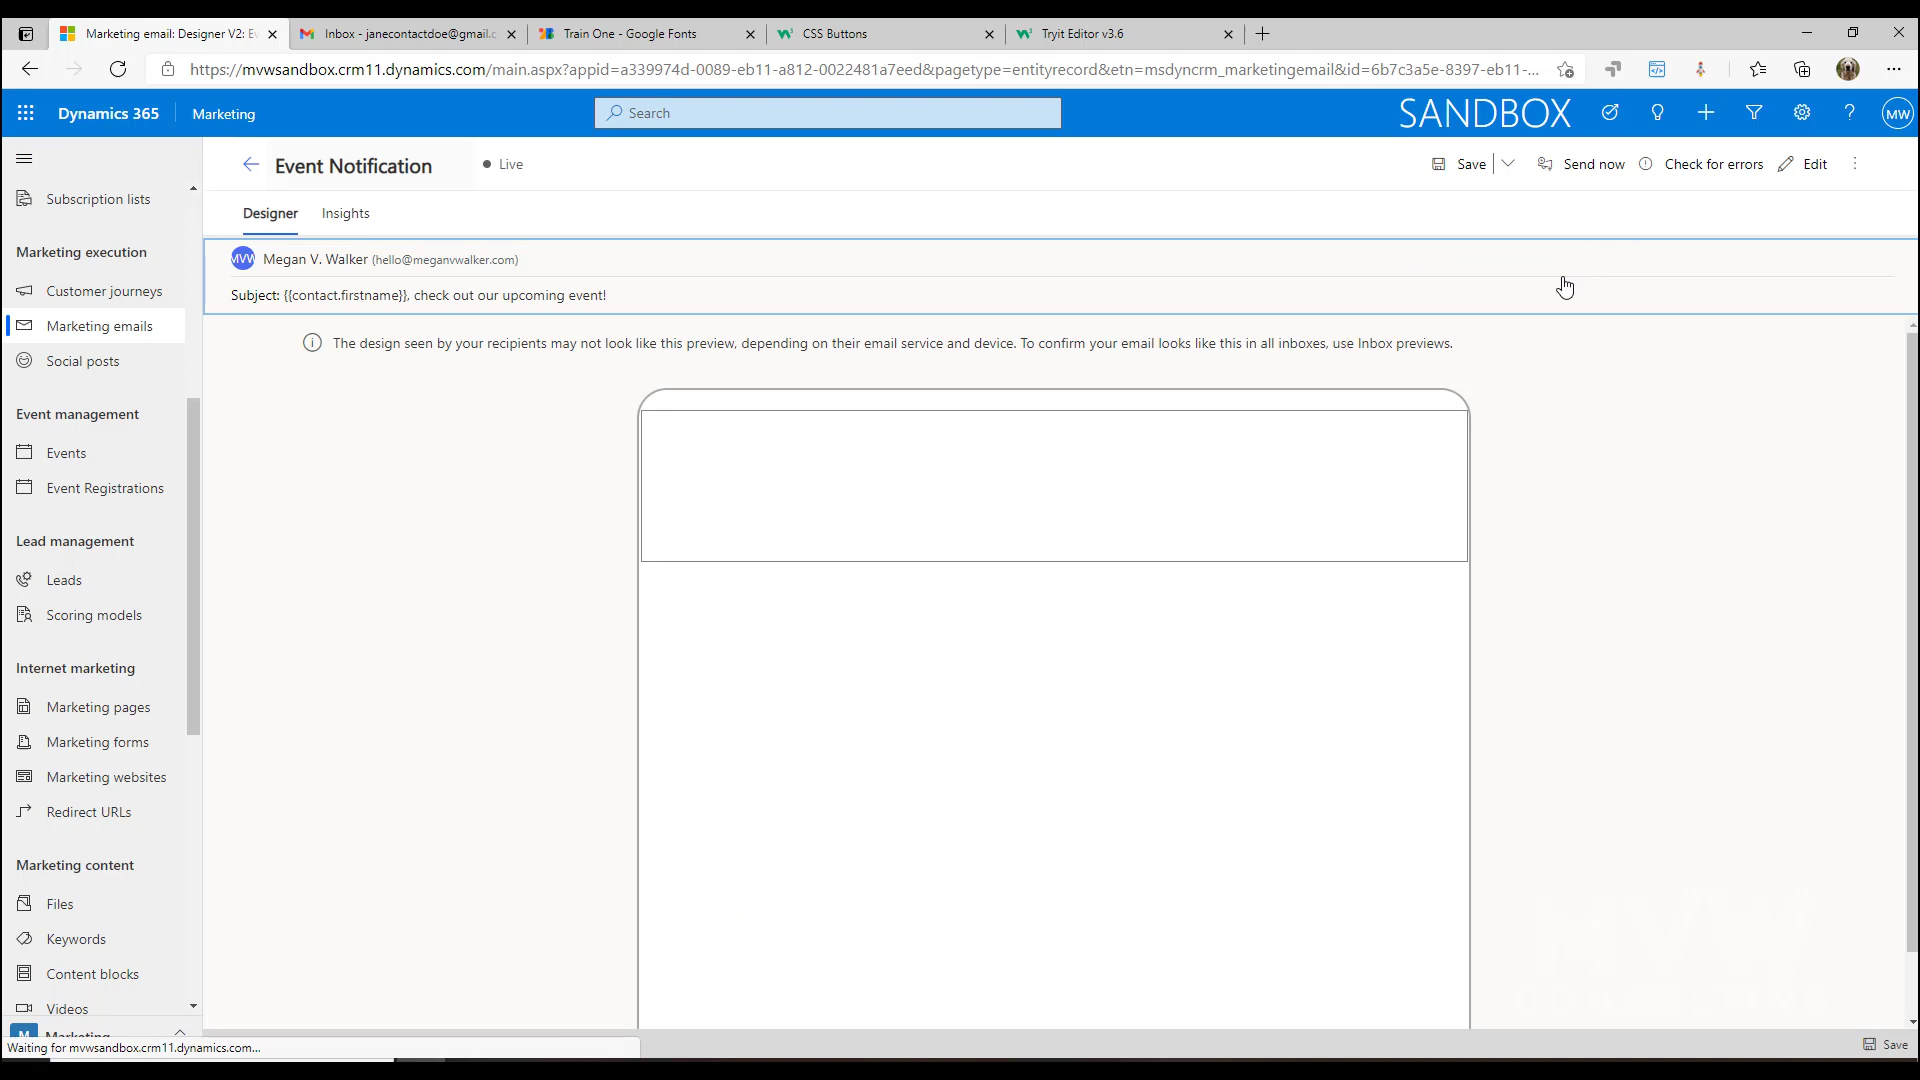 Marketing email: Designer V2: Ev
Inbox - janecontactdoe@gmail.c
Train One - Google Fonts
CSS Buttons
Tryit Editor v3.6
https://mvwsandbox.crm11.dynamics.com/main.aspx?appid=a339974d-0089-eb11-a812-0022481a7eed&pagetype=entityrecord&etn=msdyncrm_marketingemail&id=6b7c3a5e-8397-eb11-...
Dynamics 365
Marketing
Search
SANDBOX
MW
Event Notification
Live
Save
Send now
Check for errors
Edit
Designer
Insights
MVW
Megan V. Walker (hello@meganvwalker.com)
Subject: {{contact.firstname}}, check out our upcoming event!
The design seen by your recipients may not look like this preview, depending on their email service and device. To confirm your email looks like this in all inboxes, use Inbox previews.
Subscription lists
Marketing execution
Customer journeys
Marketing emails
Social posts
Event management
Events
Event Registrations
Lead management
Leads
Scoring models
Internet marketing
Marketing pages
Marketing forms
Marketing websites
Redirect URLs
Marketing content
Files
Keywords
Content blocks
Videos
M
Marketing
Waiting for mvwsandbox.crm11.dynamics.com...
Save